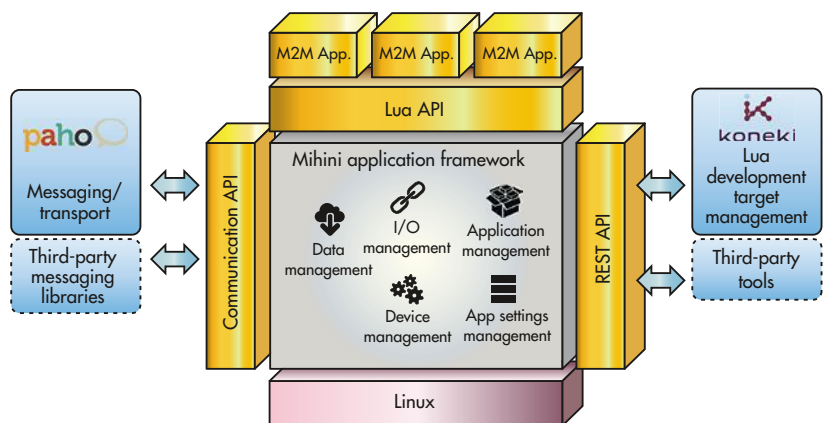 M2M App.
M2M App.
M2M App.
Lua API
paho
Messaging/
transport
Third-party
messaging
libraries
Communication API
Mihini application framework
Data
management
I/O
management
Application
management
Device
management
App settings
management
REST API
koneki
Lua
development
target
management
Third-party
tools
Linux